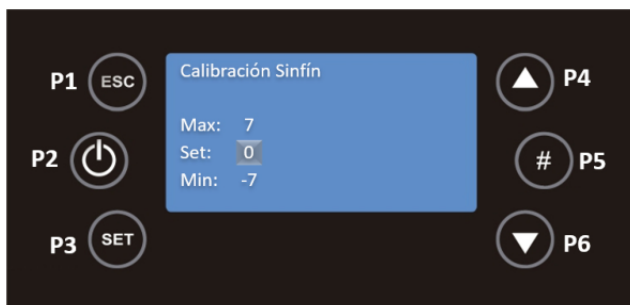 P1 ESC
Calibración Sinfín
P4
Max: 7
P2
Set: 0
# P5
Min: -7
P3 SET
P6